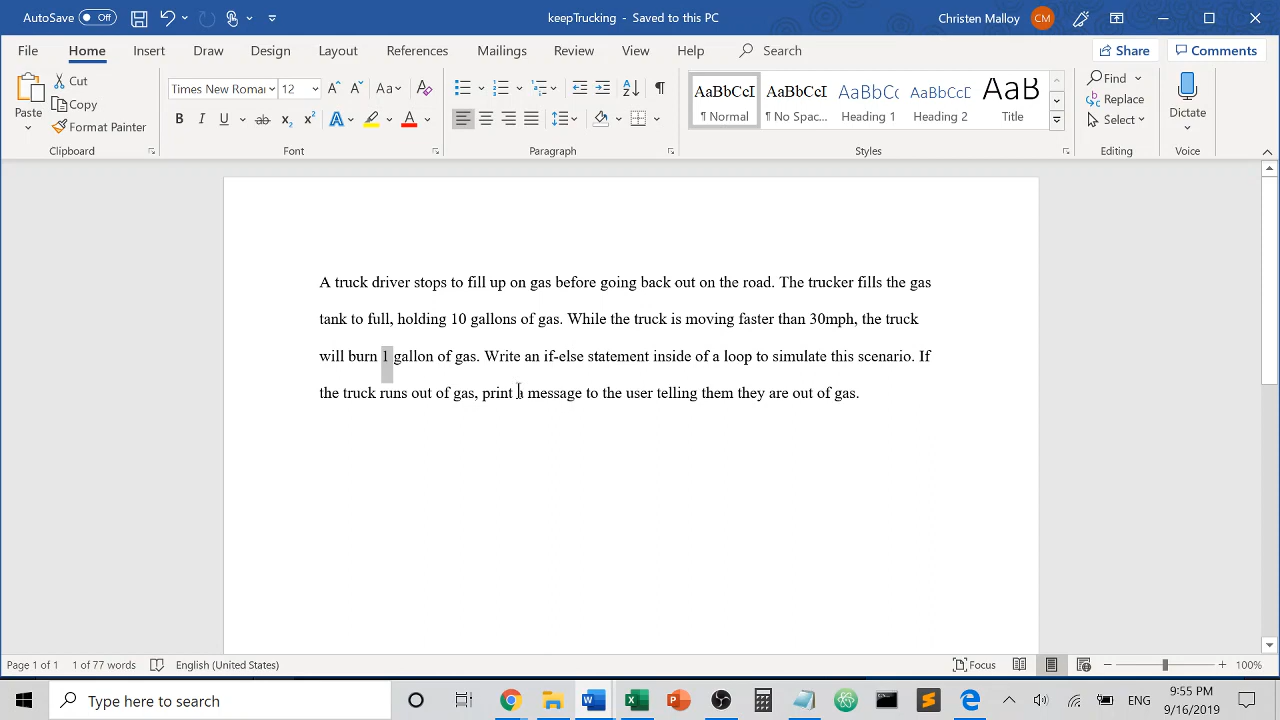 AutoSave Off keepTrucking - Saved to this PC Christen Malloy CM
File Home Insert Draw Design Layout References Mailings Review View Help Search Share Comments
Paste Cut Copy Format Painter
Clipboard
Times New Roman 12 Aa
B I U ab x2 x2 A A
Font
Paragraph
AaBbCcI AaBbCcI AaBbCc AaBbCcD AaB
¶ Normal ¶ No Spac... Heading 1 Heading 2 Title
Styles
Find Replace Select
Editing
Dictate
Voice
A truck driver stops to fill up on gas before going back out on the road. The trucker fills the gas
tank to full, holding 10 gallons of gas. While the truck is moving faster than 30mph, the truck
will burn 1 gallon of gas. Write an if-else statement inside of a loop to simulate this scenario. If
the truck runs out of gas, print a message to the user telling them they are out of gas.
Page 1 of 1 1 of 77 words English (United States) Focus 100%
Type here to search ENG 9:55 PM 9/16/2019